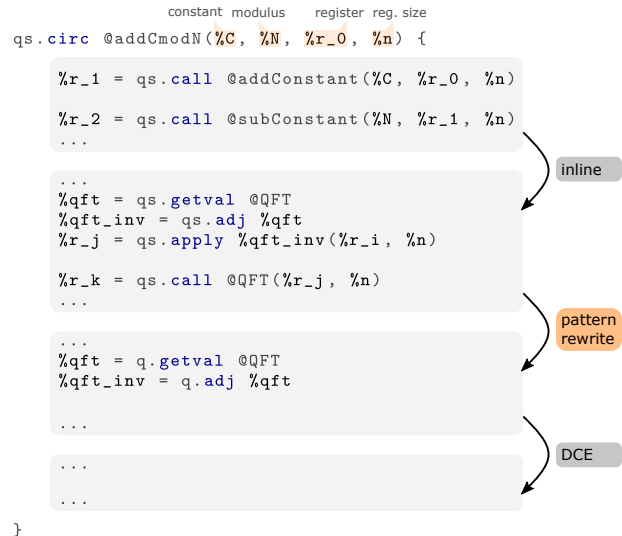 constant modulus register reg. size
qs.circ @addCmodN(%C, %N, %r_0, %n) {
%r_1 = qs.call @addConstant(%C, %r_0, %n)
%r_2 = qs.call @subConstant(%N, %r_1, %n)
...
inline
...
%qft = qs.getval @QFT
%qft_inv = qs.adj %qft
%r_j = qs.apply %qft_inv(%r_i, %n)
%r_k = qs.call @QFT(%r_j, %n)
...
pattern
rewrite
...
%qft = q.getval @QFT
%qft_inv = q.adj %qft
...
DCE
...
...
}